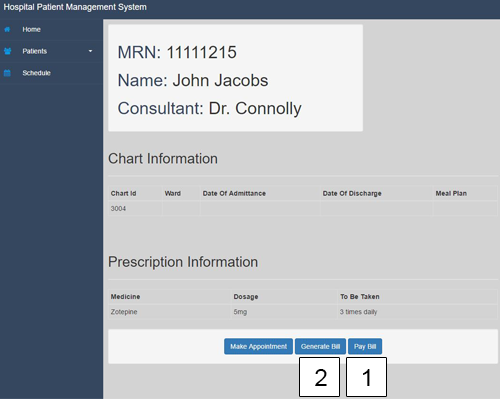 Hospital Patient Management System
Home
Patients
Schedule
MRN: 11111215
Name: John Jacobs
Consultant: Dr. Connolly
Chart Information
Chart Id Ward Date Of Admittance Date Of Discharge Meal Plan
3004
Prescription Information
Medicine Dosage To Be Taken
Zotepine 5mg 3 times daily
Make Appointment Generate Bill Pay Bill
2 1